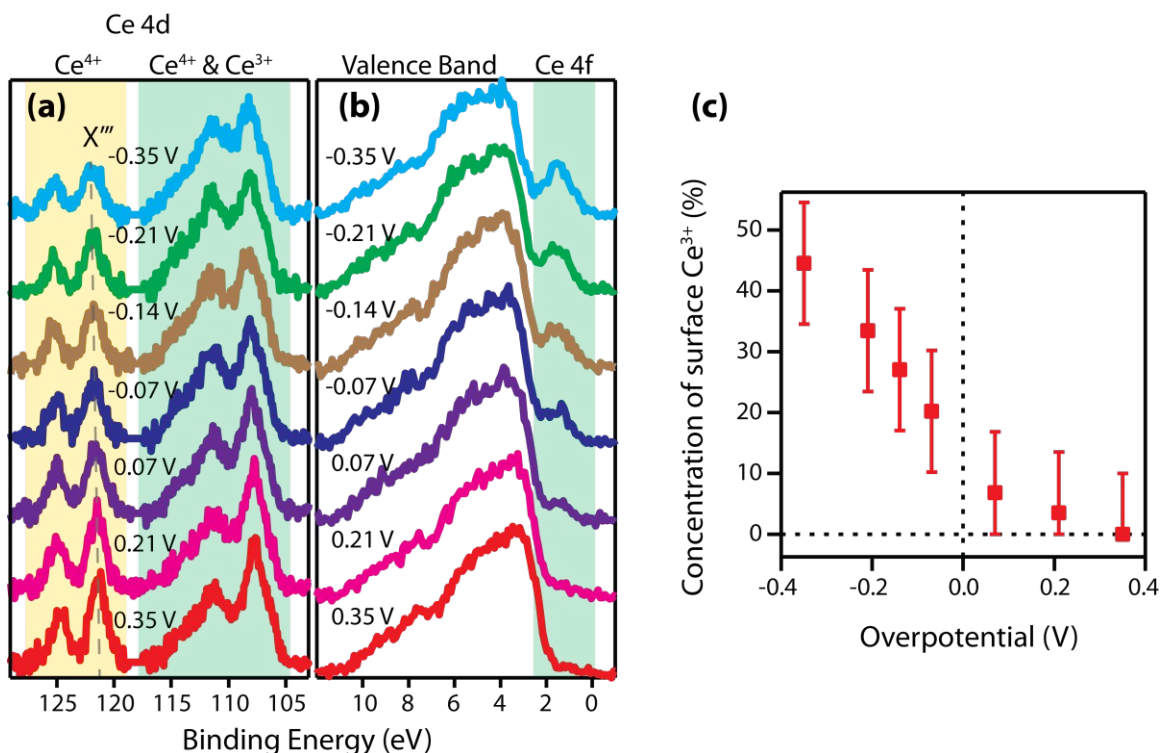 Ce 4d
Ce⁴⁺
Ce⁴⁺ & Ce³⁺
Valence Band
Ce 4f
(a)
X‴
-0.35 V
-0.21 V
-0.14 V
-0.07 V
0.07 V
0.21 V
0.35 V
125 120 115 110 105
(b)
-0.35 V
-0.21 V
-0.14 V
-0.07 V
0.07 V
0.21 V
0.35 V
10 8 6 4 2 0
Binding Energy (eV)
(c)
Concentration of surface Ce³⁺ (%)
50
40
30
20
10
0
-0.4 -0.2 0.0 0.2 0.4
Overpotential (V)